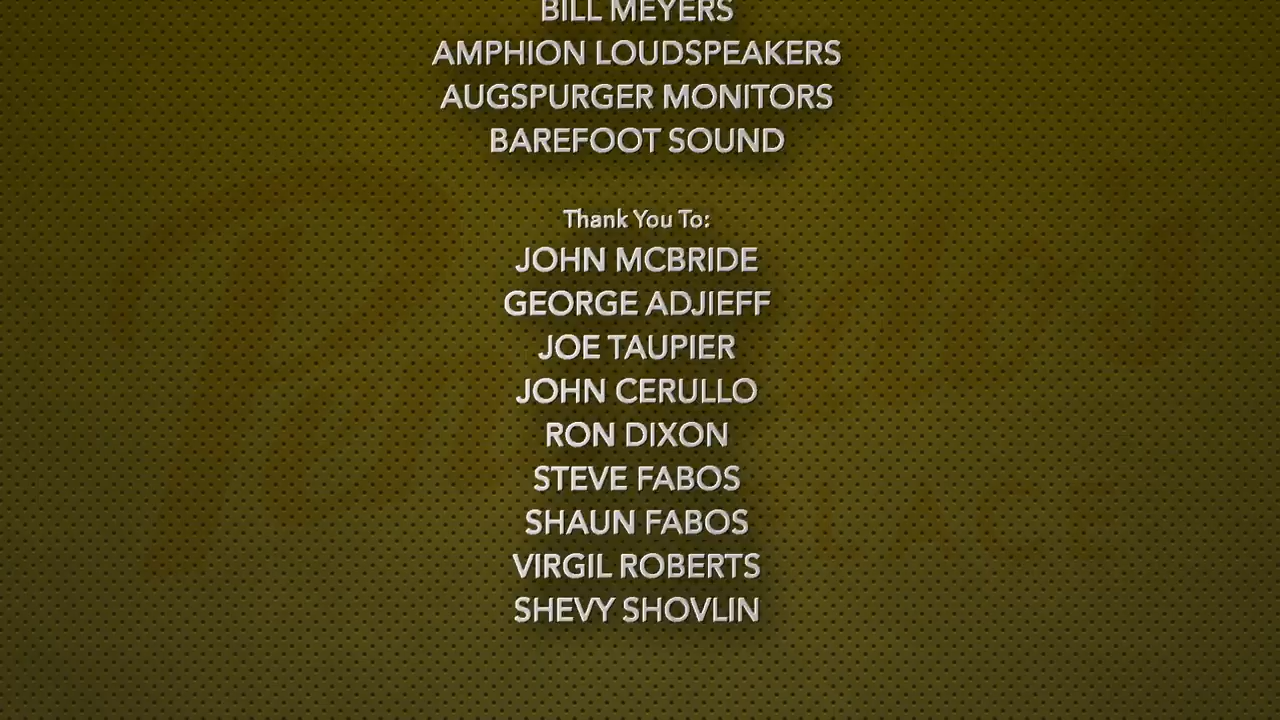 BILL MEYERS
AMPHION LOUDSPEAKERS
AUGSPURGER MONITORS
BAREFOOT SOUND
Thank You To:
JOHN MCBRIDE
GEORGE ADJIEFF
JOE TAUPIER
JOHN CERULLO
RON DIXON
STEVE FABOS
SHAUN FABOS
VIRGIL ROBERTS
SHEVY SHOVLIN